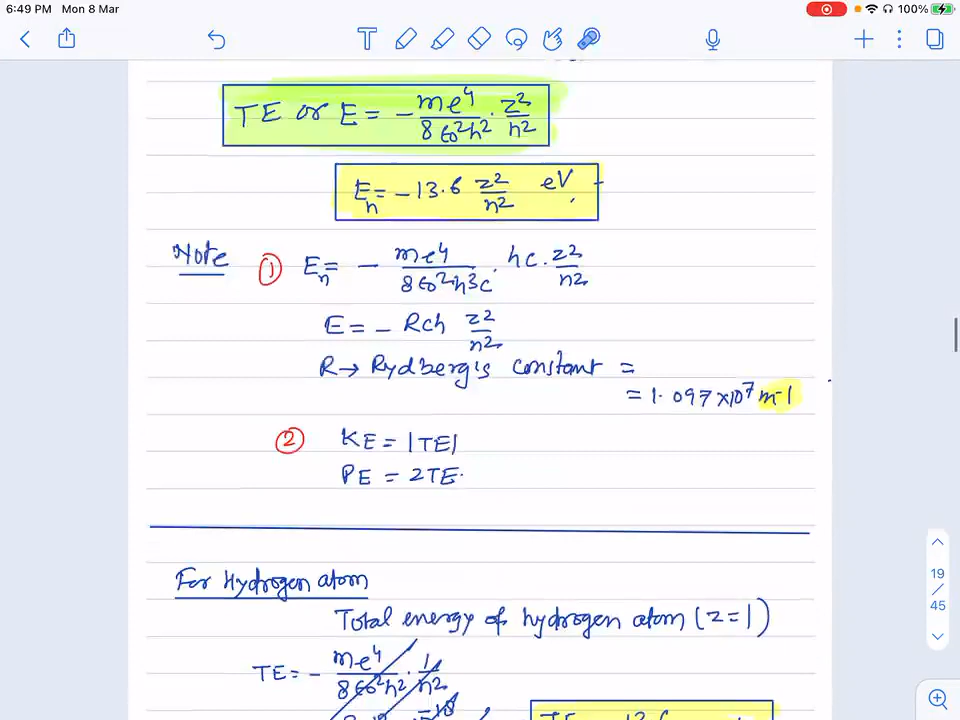 6:49 PM Mon 8 Mar 100%
TE or E = - me⁴/8ε₀²h² · z²/n²
Eₙ = - 13.6 z²/n² eV
Note ① Eₙ = - me⁴/8ε₀²h³c · hc · z²/n²
E = - Rch z²/n²
R → Rydberg's constant =
= 1.097 x10⁷ m-1
② KE = |TE|
PE = 2TE
For Hydrogen atom
Total energy of hydrogen atom (z=1)
TE = - me⁴/8ε₀²h² · 1/n²
19
/
45